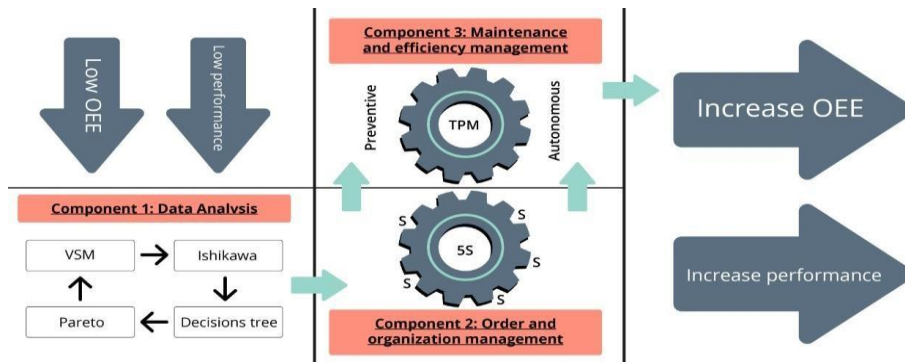 Low OEE
Low performance
Component 1: Data Analysis
VSM
Ishikawa
Pareto
Decisions tree
Component 3: Maintenance
and efficiency management
Preventive
TPM
Autonomous
S
S
5S
S
S
S
Component 2: Order and
organization management
Increase OEE
Increase performance